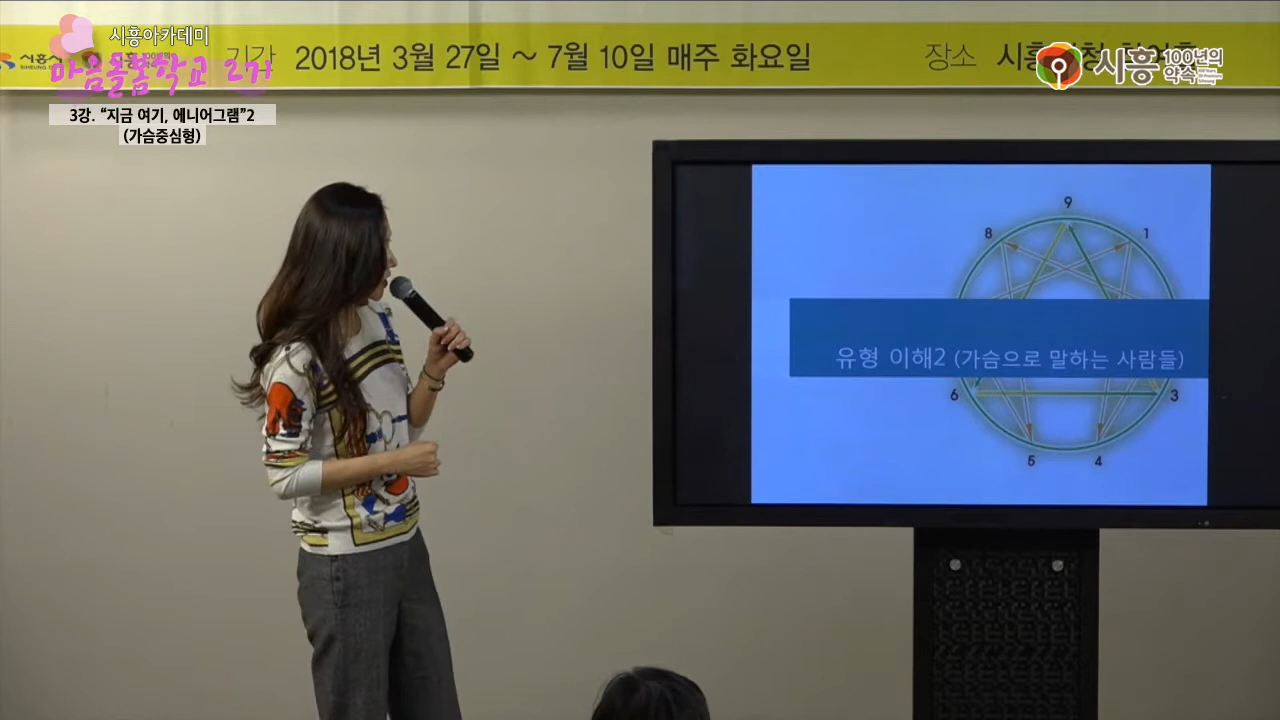 시흥아카데미
마음돌봄학교 2기
3강. “지금 여기, 에니어그램”2
(가슴중심형)
기간 2018년 3월 27일 ~ 7월 10일 매주 화요일
장소
시흥 100년의 약속
9
8 1
유형 이해2 (가슴으로 말하는 사람들)
6 3
5 4